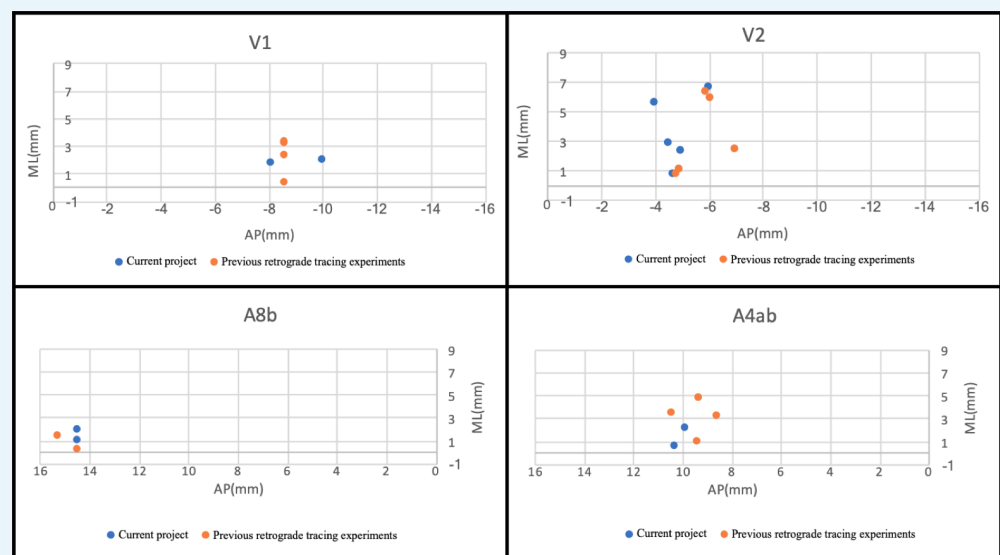 V1
9
7
5
3
1
-1
0 -2 -4 -6 -8 -10 -12 -14 -16
ML(mm)
AP(mm)
Current project Previous retrograde tracing experiments
V2
9
7
5
3
1
-1
0 -2 -4 -6 -8 -10 -12 -14 -16
ML(mm)
AP(mm)
Current project Previous retrograde tracing experiments
A8b
9
7
5
3
1
-1
16 14 12 10 8 6 4 2 0
ML(mm)
AP(mm)
Current project Previous retrograde tracing experiments
A4ab
9
7
5
3
1
-1
16 14 12 10 8 6 4 2 0
ML(mm)
AP(mm)
Current project Previous retrograde tracing experiments